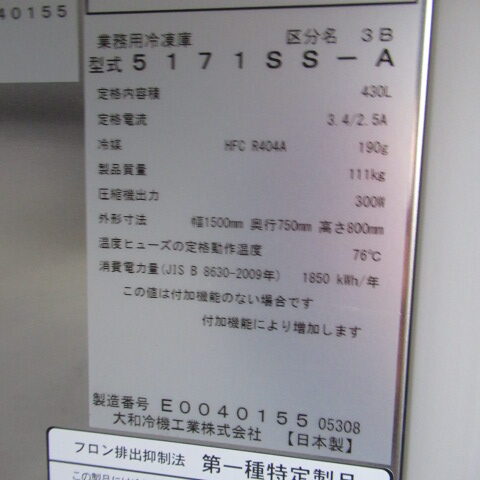 40155
業務用冷凍庫 区分名 3B
型式 5171SS-A
定格内容積 430L
定格電流 3.4/2.5A
冷媒 HFC R404A 190g
製品質量 111kg
圧縮機出力 300W
外形寸法 幅1500mm 奥行750mm 高さ800mm
温度ヒューズの定格動作温度 76℃
消費電力量(JIS B 8630-2009年) 1850 kWh/年
この値は付加機能のない場合です
付加機能により増加します
製造番号 E0040155 05308
大和冷機工業株式会社 【日本製】
フロン排出抑制法 第一種特定製品